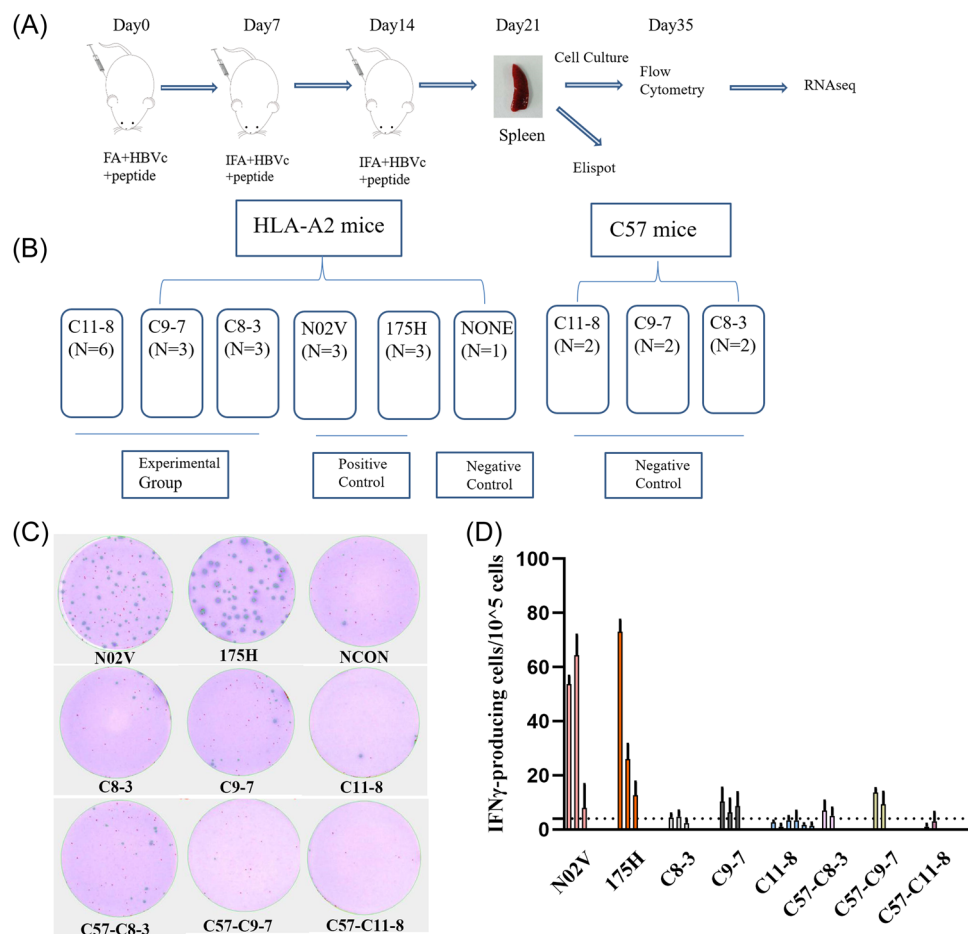 (A)
Day0
Day7
Day14
Day21
Day35
Cell Culture
Flow
Cytometry
RNAseq
Spleen
Elispot
FA+HBVc
+peptide
IFA+HBVc
+peptide
IFA+HBVc
+peptide
(B)
HLA-A2 mice
C57 mice
C11-8
(N=6)
C9-7
(N=3)
C8-3
(N=3)
N02V
(N=3)
175H
(N=3)
NONE
(N=1)
C11-8
(N=2)
C9-7
(N=2)
C8-3
(N=2)
Experimental
Group
Positive
Control
Negative
Control
Negative
Control
(C)
N02V
175H
NCON
C8-3
C9-7
C11-8
C57-C8-3
C57-C9-7
C57-C11-8
(D)
IFNγ-producing cells/10^5 cells
100
80
60
40
20
0
N02V
175H
C8-3
C9-7
C11-8
C57-C8-3
C57-C9-7
C57-C11-8